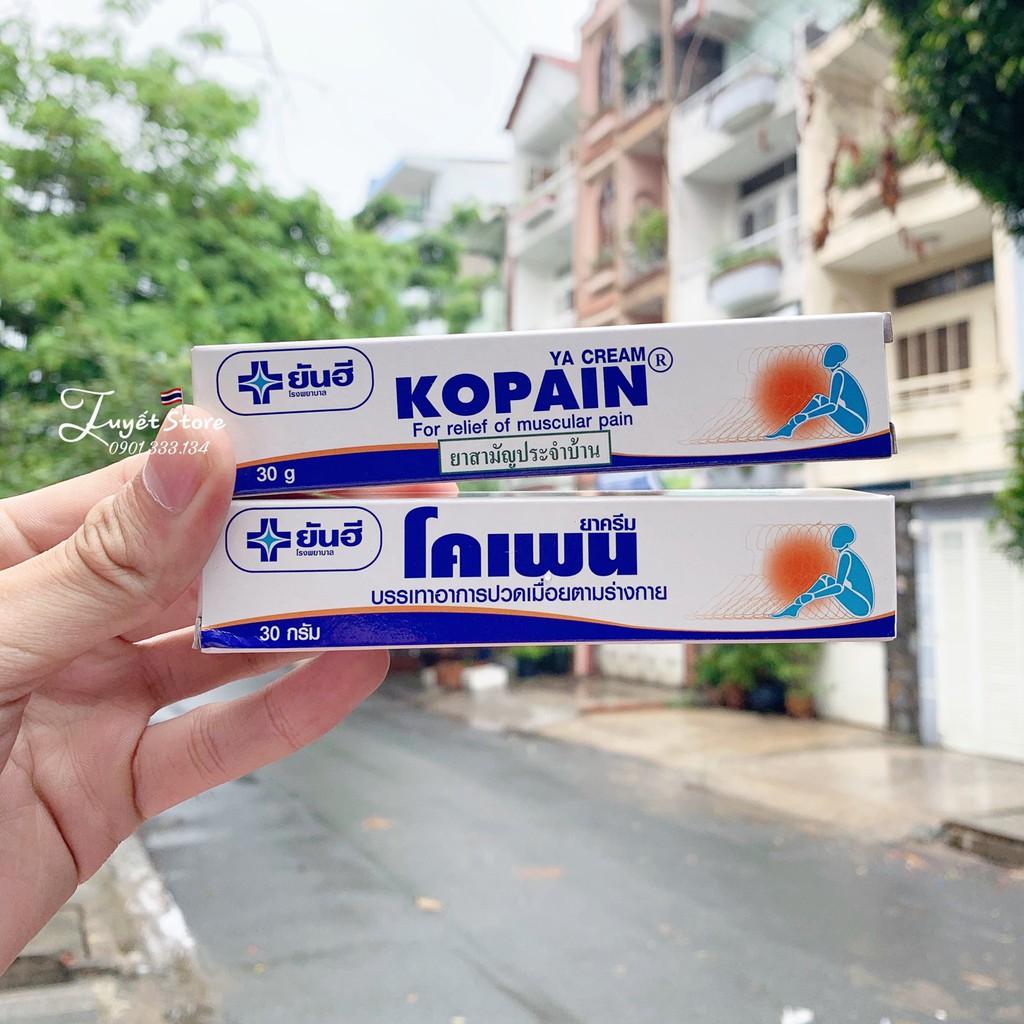 Tuyết Store
0901.333.134
ยันฮี
โรงพยาบาล
YA CREAM
KOPAIN®
For relief of muscular pain
ยาสามัญประจำบ้าน
30 g
ยันฮี
โรงพยาบาล
ยาครีม
โคเพน
บรรเทาอาการปวดเมื่อยตามร่างกาย
30 กรัม